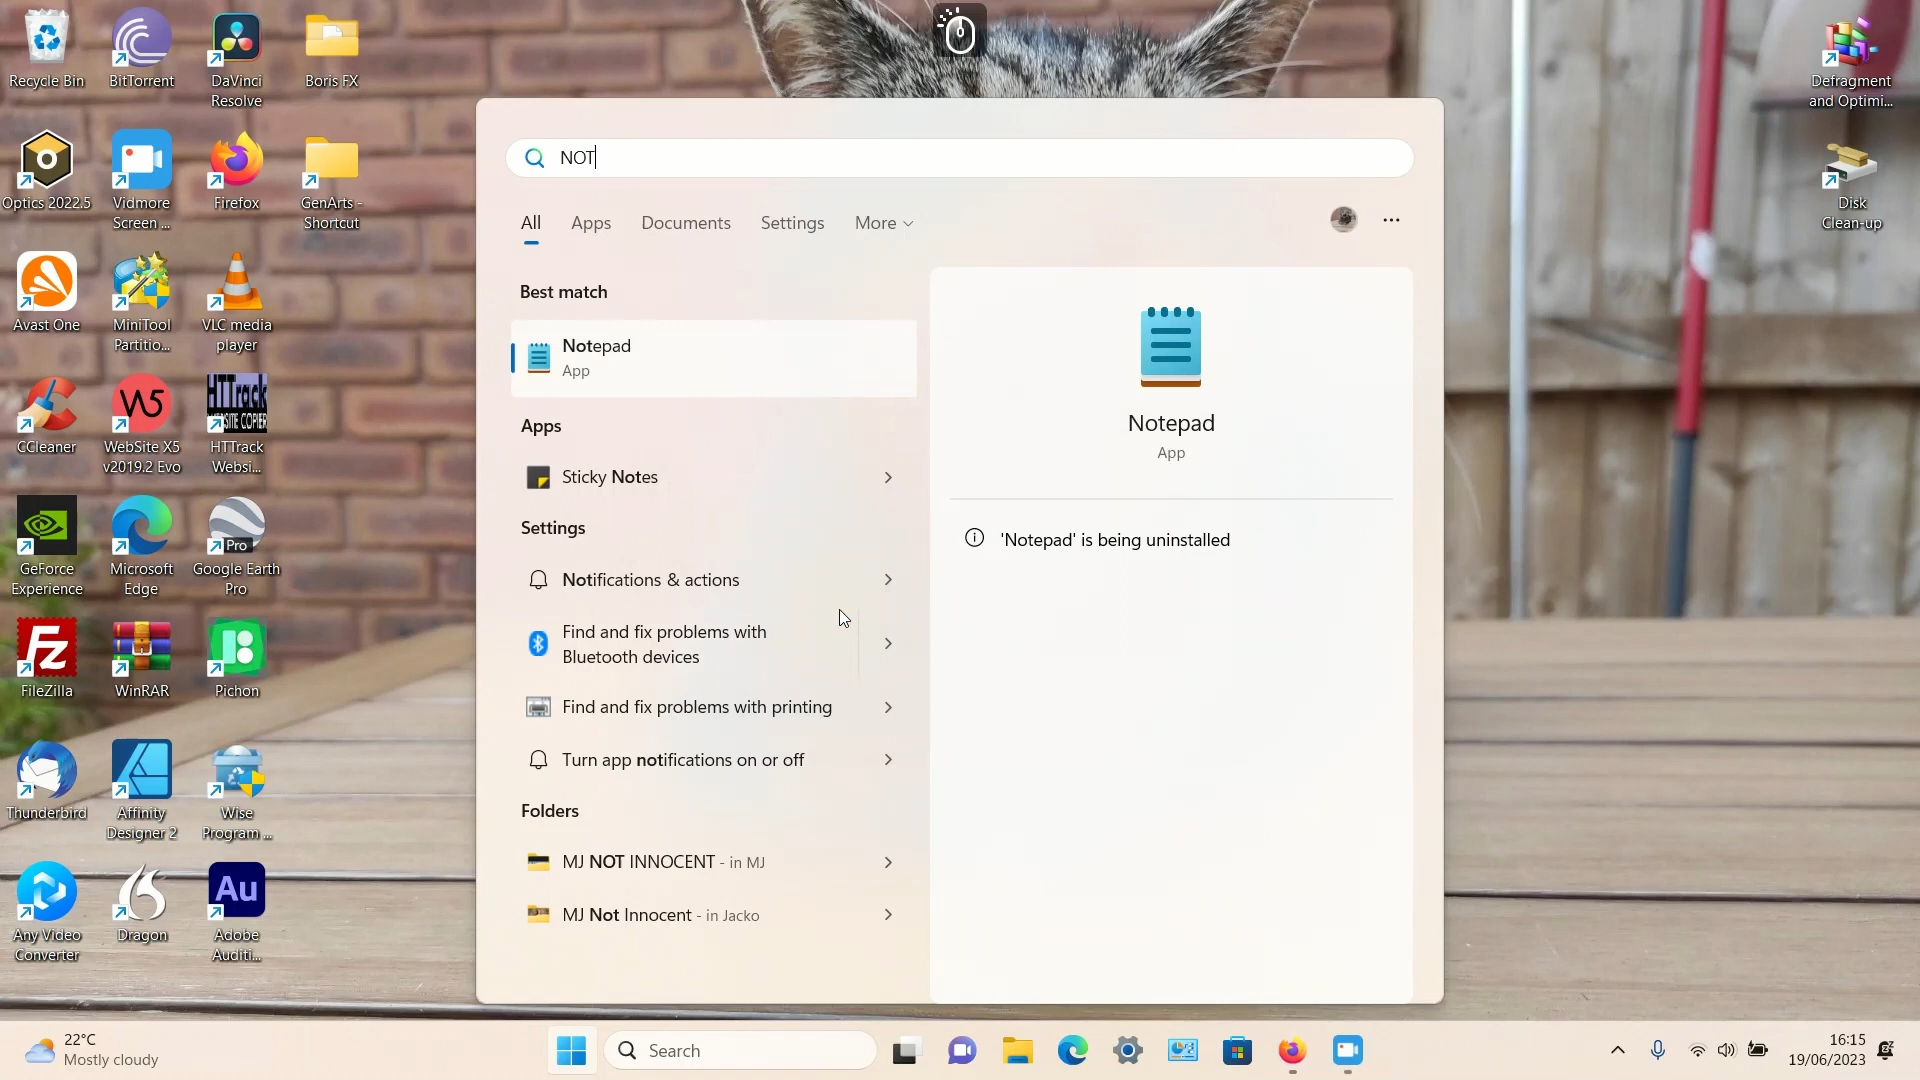 Recycle Bin
BitTorrent
DaVinci
Resolve
Boris FX
Optics 2022.5
Vidmore
Screen ...
Firefox
GenArts -
Shortcut
Avast One
MiniTool
Partitio...
VLC media
player
CCleaner
W5
WebSite X5
v2019.2 Evo
HTTrack
WEBSITE COPIER
HTTrack
Websi...
GeForce
Experience
Microsoft
Edge
Pro
Google Earth
Pro
Fz
FileZilla
WinRAR
Pichon
Thunderbird
Affinity
Designer 2
Wise
Program ...
Any Video
Converter
Dragon
Au
Adobe
Auditi...
Defragment
and Optimi...
Disk
Clean-up
NOT
All
Apps
Documents
Settings
More
Best match
Notepad
App
Apps
Sticky Notes
Settings
Notifications & actions
Find and fix problems with
Bluetooth devices
Find and fix problems with printing
Turn app notifications on or off
Folders
MJ NOT INNOCENT - in MJ
MJ Not Innocent - in Jacko
Notepad
App
'Notepad' is being uninstalled
22°C
Mostly cloudy
Search
16:15
19/06/2023